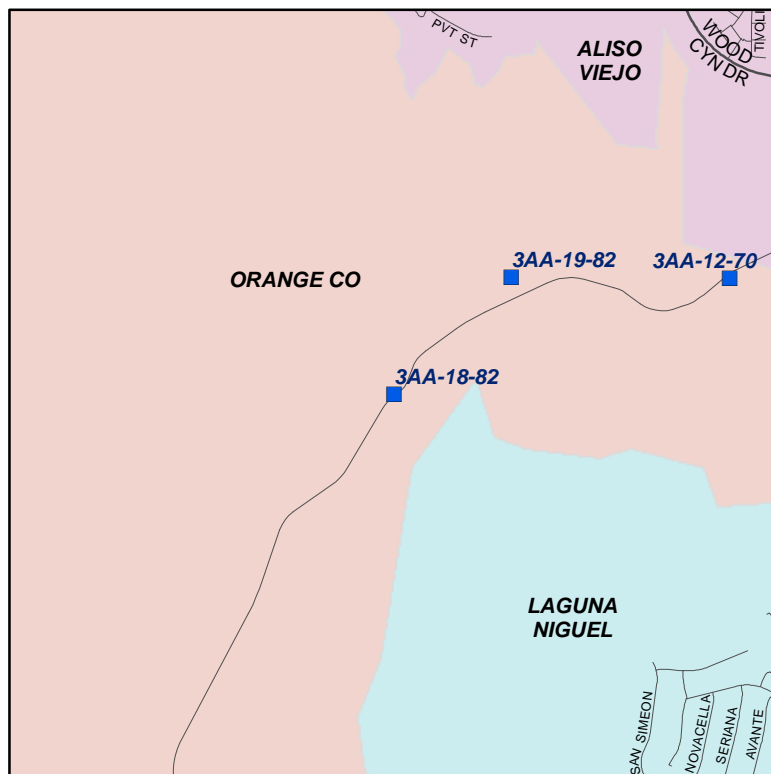 PVT ST
ALISO
VIEJO
WOOD
CYN DR
TIVOLI
ORANGE CO
3AA-19-82
3AA-12-70
3AA-18-82
LAGUNA
NIGUEL
SAN SIMEON
NOVACELLA
SERIANA
AVANTE